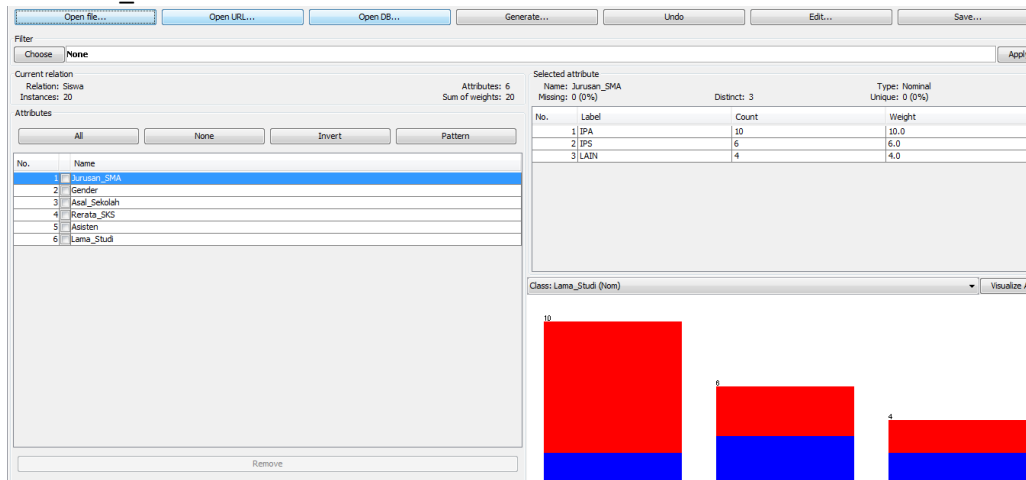 Open file... Open URL... Open DB... Generate... Undo Edit... Save...
Filter
Choose None Apply
Current relation
Relation: Siswa Attributes: 6
Instances: 20 Sum of weights: 20
Attributes
All None Invert Pattern
No. Name
1 Jurusan_SMA
2 Gender
3 Asal_Sekolah
4 Rerata_SKS
5 Asisten
6 Lama_Studi
Remove
Selected attribute
Name: Jurusan_SMA Type: Nominal
Missing: 0 (0%) Distinct: 3 Unique: 0 (0%)
No. Label Count Weight
1 IPA 10 10.0
2 IPS 6 6.0
3 LAIN 4 4.0
Class: Lama_Studi (Nom) Visualize A
10
6
4